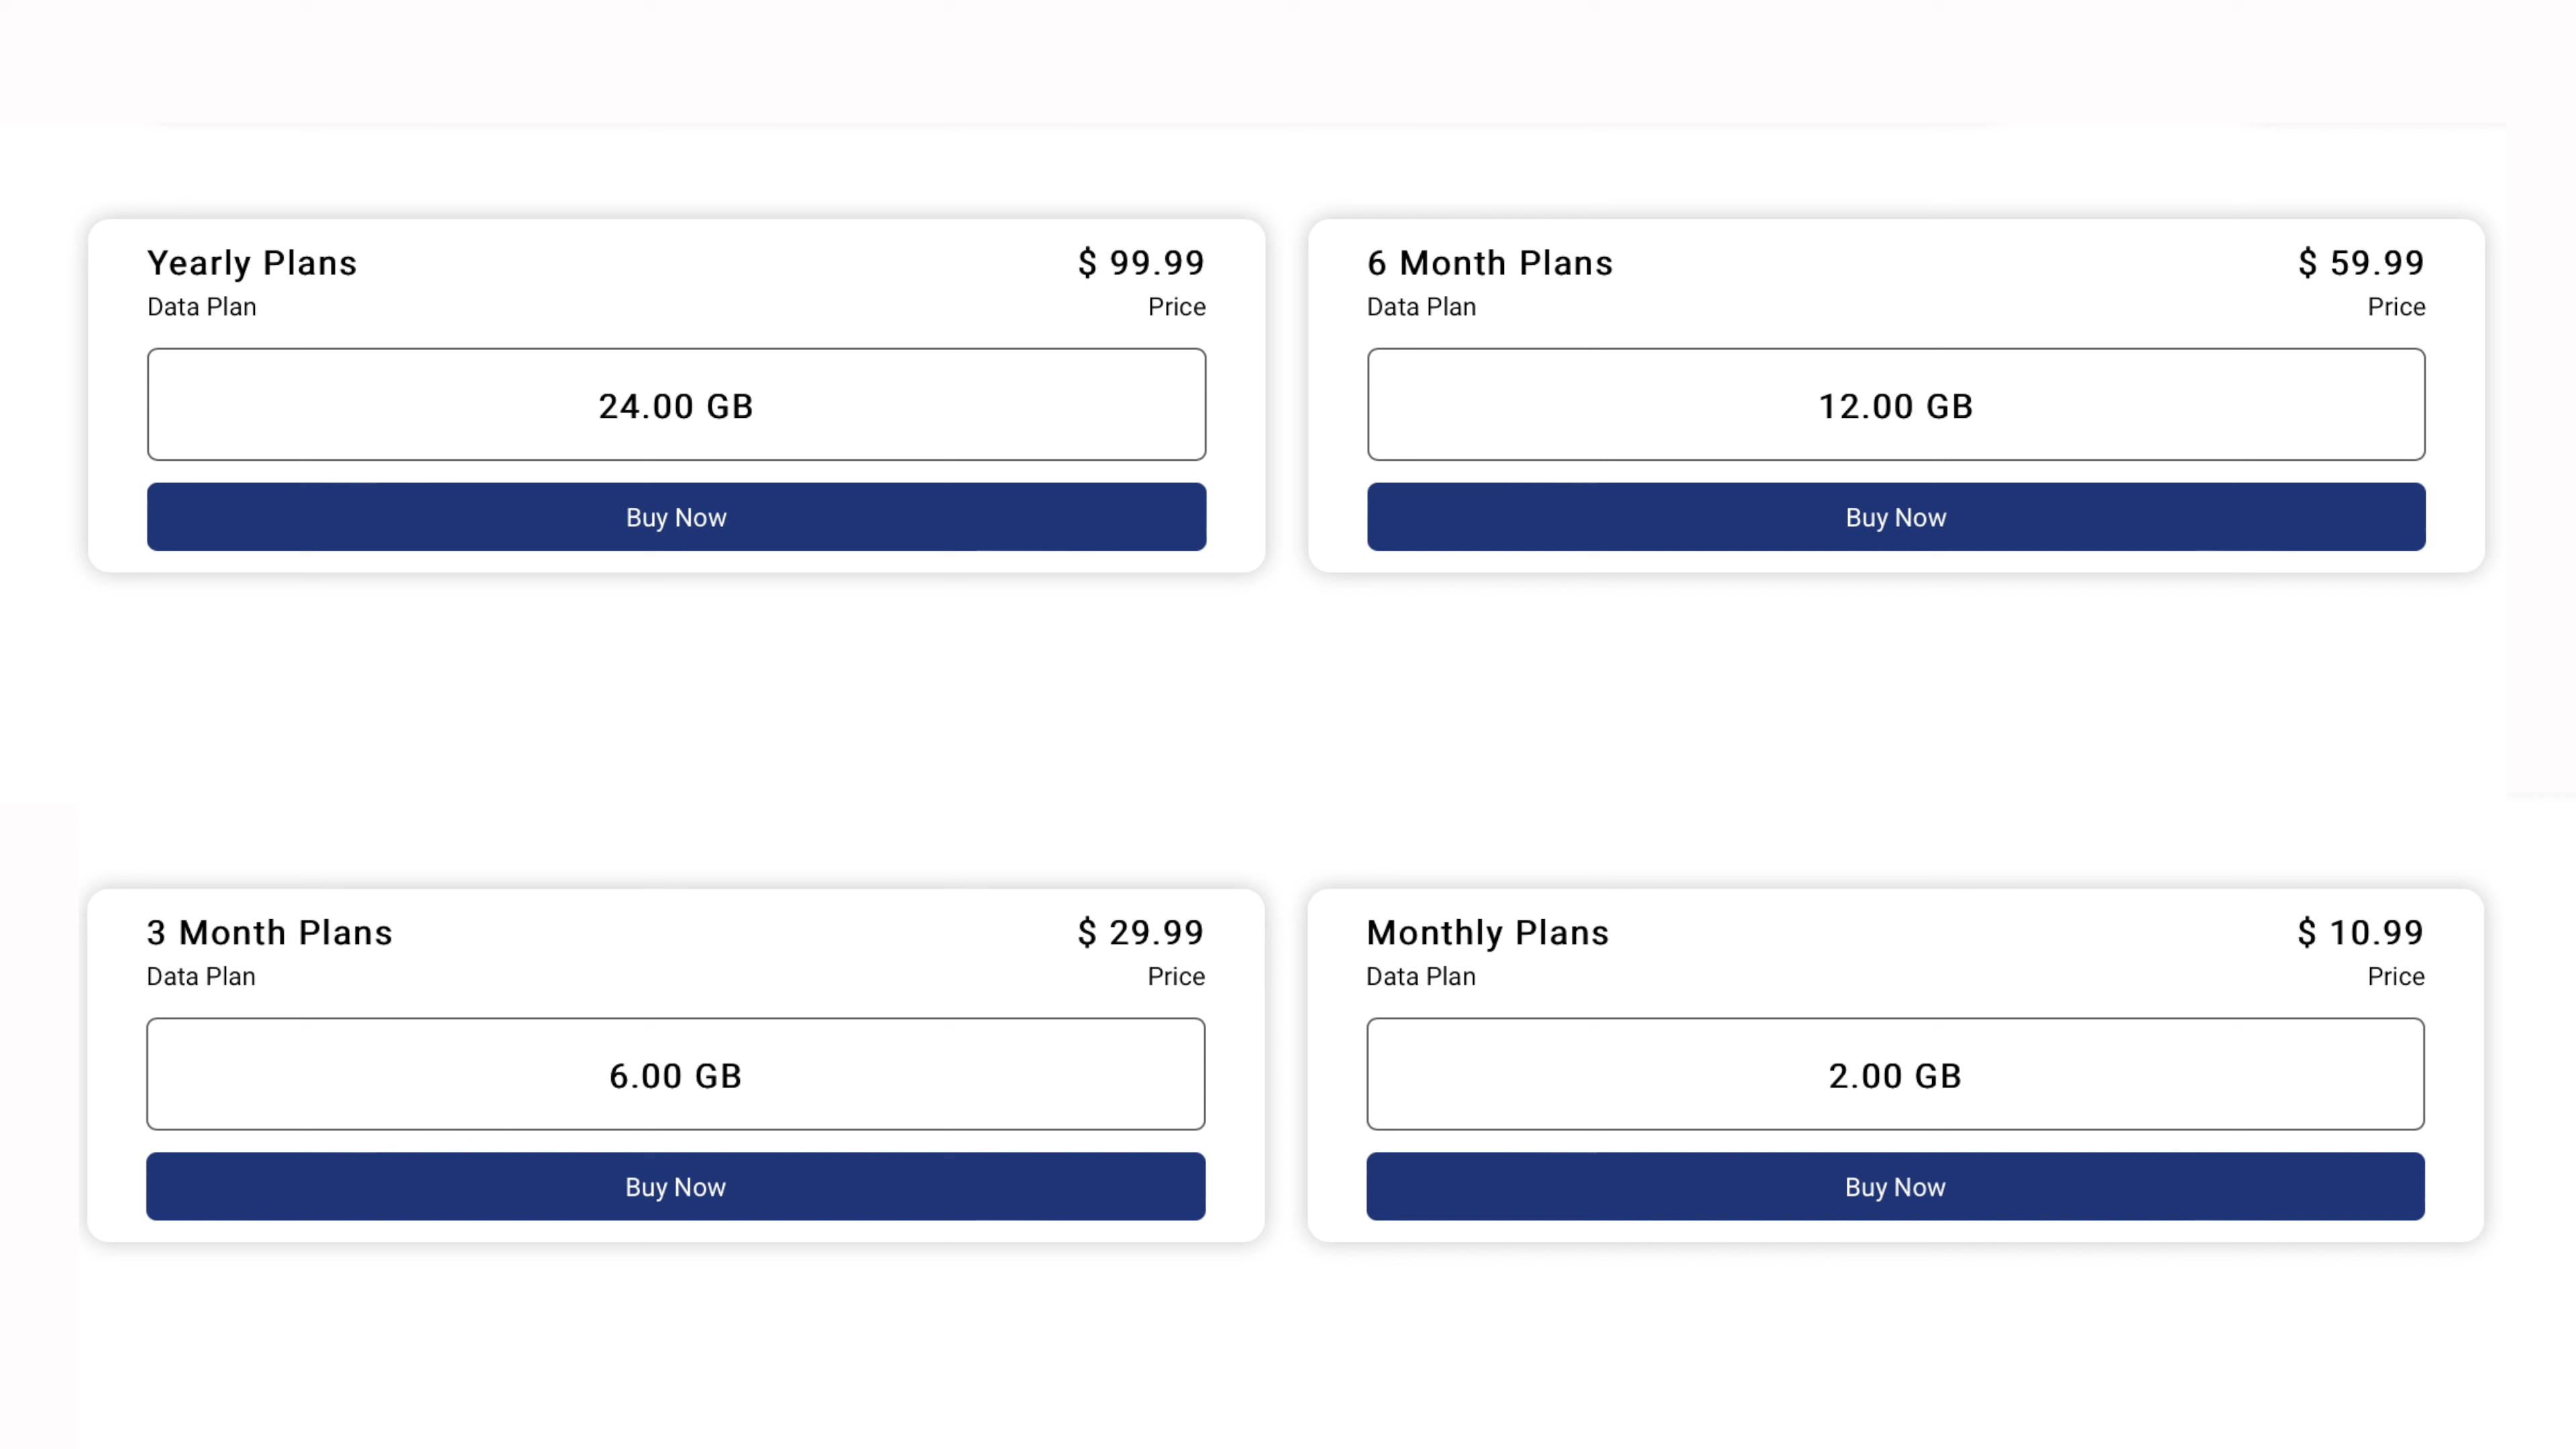 Yearly Plans
$ 99.99
Data Plan
Price
24.00 GB
Buy Now
6 Month Plans
$ 59.99
Data Plan
Price
12.00 GB
Buy Now
3 Month Plans
$ 29.99
Data Plan
Price
6.00 GB
Buy Now
Monthly Plans
$ 10.99
Data Plan
Price
2.00 GB
Buy Now